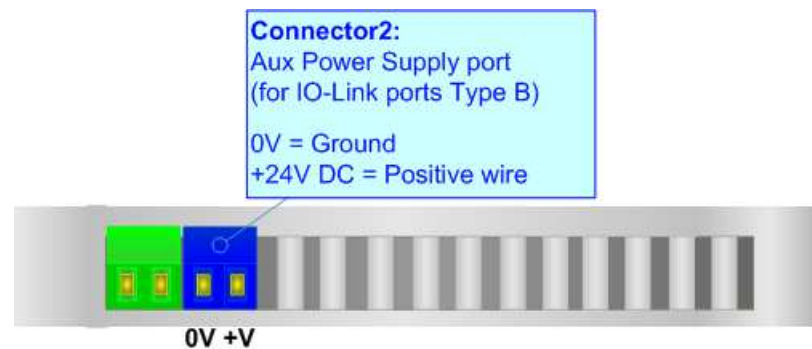 Connector2:
Aux Power Supply port
(for IO-Link ports Type B)
0V = Ground
+24V DC = Positive wire
0V +V